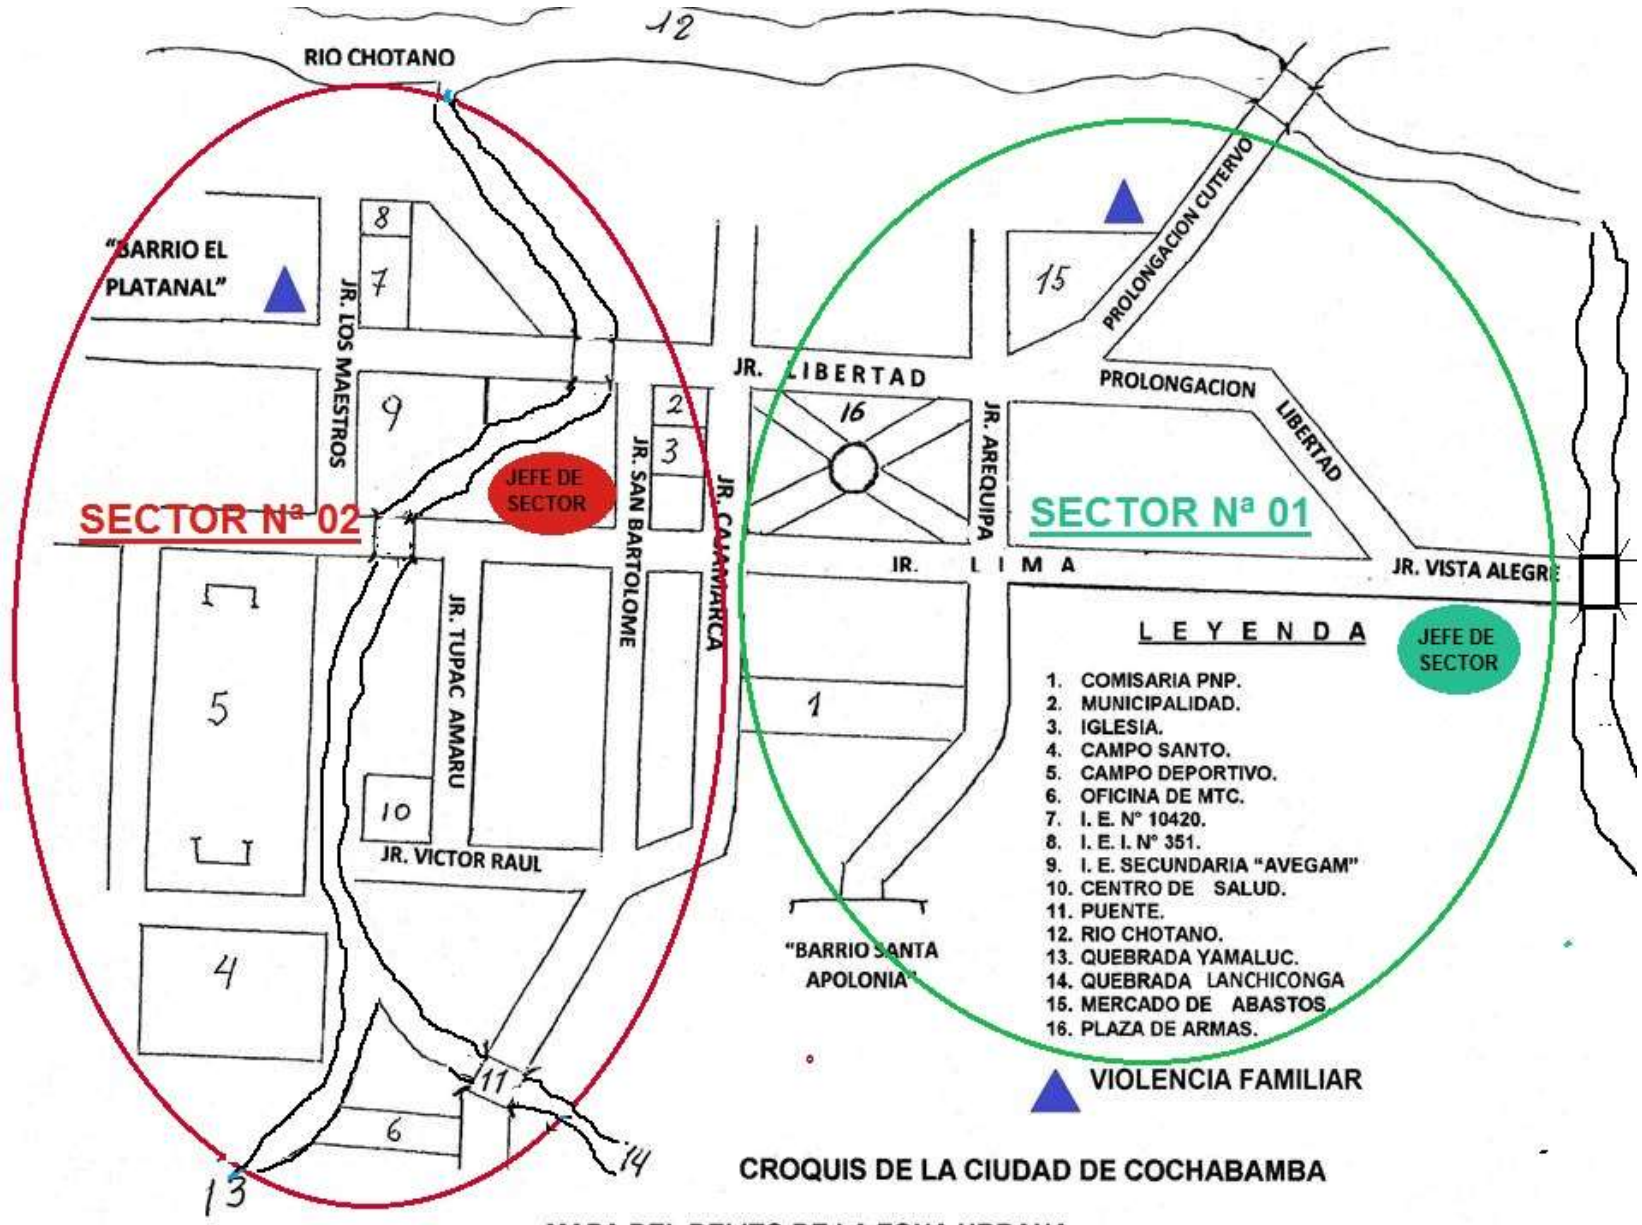 12
RIO CHOTANO
"BARRIO EL
PLATANAL"
8
7
JR. LOS MAESTROS
15
PROLONGACION CUTERVO
JR. LIBERTAD
PROLONGACION
LIBERTAD
9
2
3
16
JR. AREQUIPA
JEFE DE
SECTOR
JR. SAN BARTOLOME
JR. CAJAMARCA
SECTOR Nª 02
SECTOR Nª 01
JR. LIMA
JR. VISTA ALEGRE
JEFE DE
SECTOR
5
JR. TUPAC AMARU
1
10
JR. VICTOR RAUL
4
"BARRIO SANTA
APOLONIA"
LEYENDA
1. COMISARIA PNP.
2. MUNICIPALIDAD.
3. IGLESIA.
4. CAMPO SANTO.
5. CAMPO DEPORTIVO.
6. OFICINA DE MTC.
7. I. E. N° 10420.
8. I. E. I. N° 351.
9. I. E. SECUNDARIA "AVEGAM"
10. CENTRO DE SALUD.
11. PUENTE.
12. RIO CHOTANO.
13. QUEBRADA YAMALUC.
14. QUEBRADA LANCHICONGA
15. MERCADO DE ABASTOS.
16. PLAZA DE ARMAS.
VIOLENCIA FAMILIAR
11
6
14
13
CROQUIS DE LA CIUDAD DE COCHABAMBA